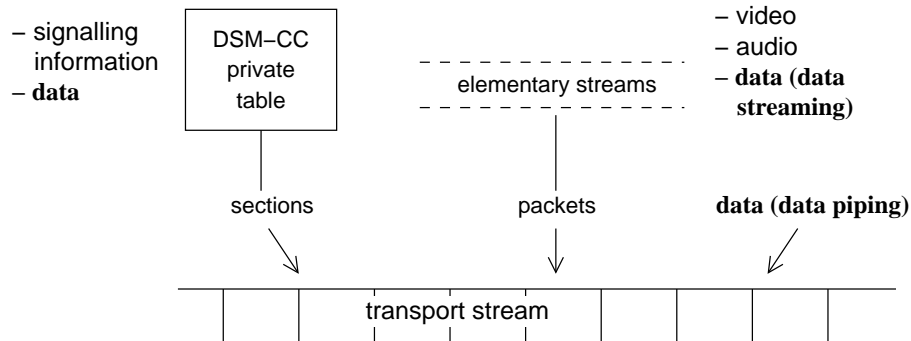 – signalling
information
– data
DSM–CC
private
table
elementary streams
– video
– audio
– data (data
streaming)
sections
packets
data (data piping)
transport stream